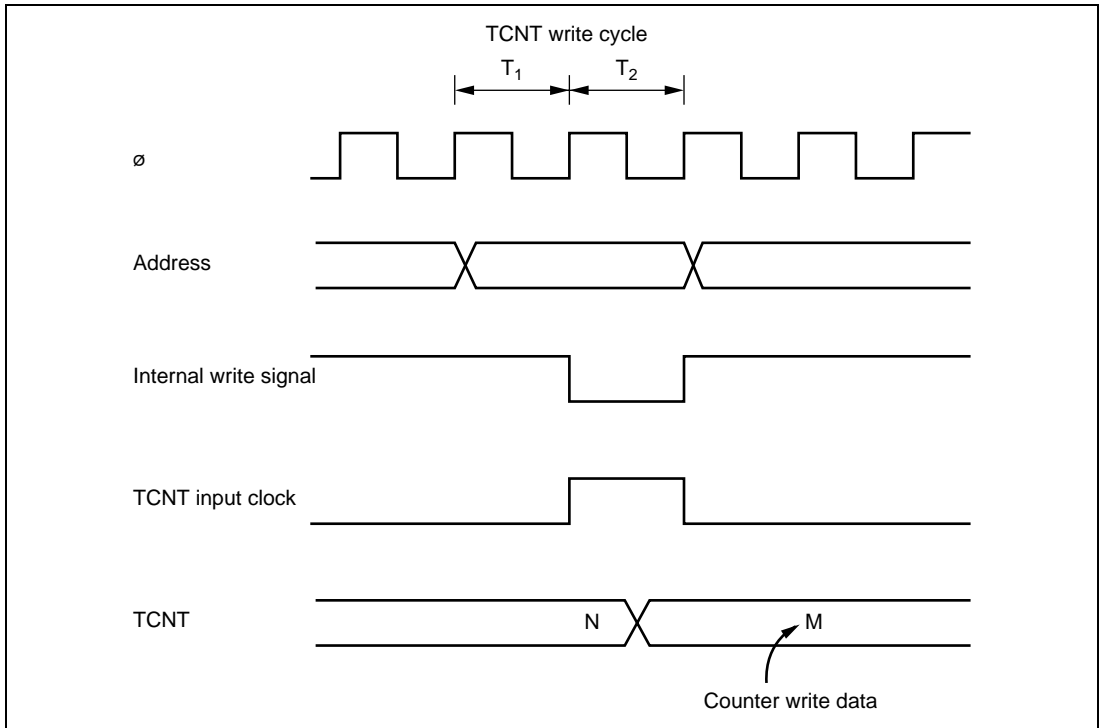 TCNT write cycle
T1 T2
ø
Address
Internal write signal
TCNT input clock
TCNT N M
Counter write data